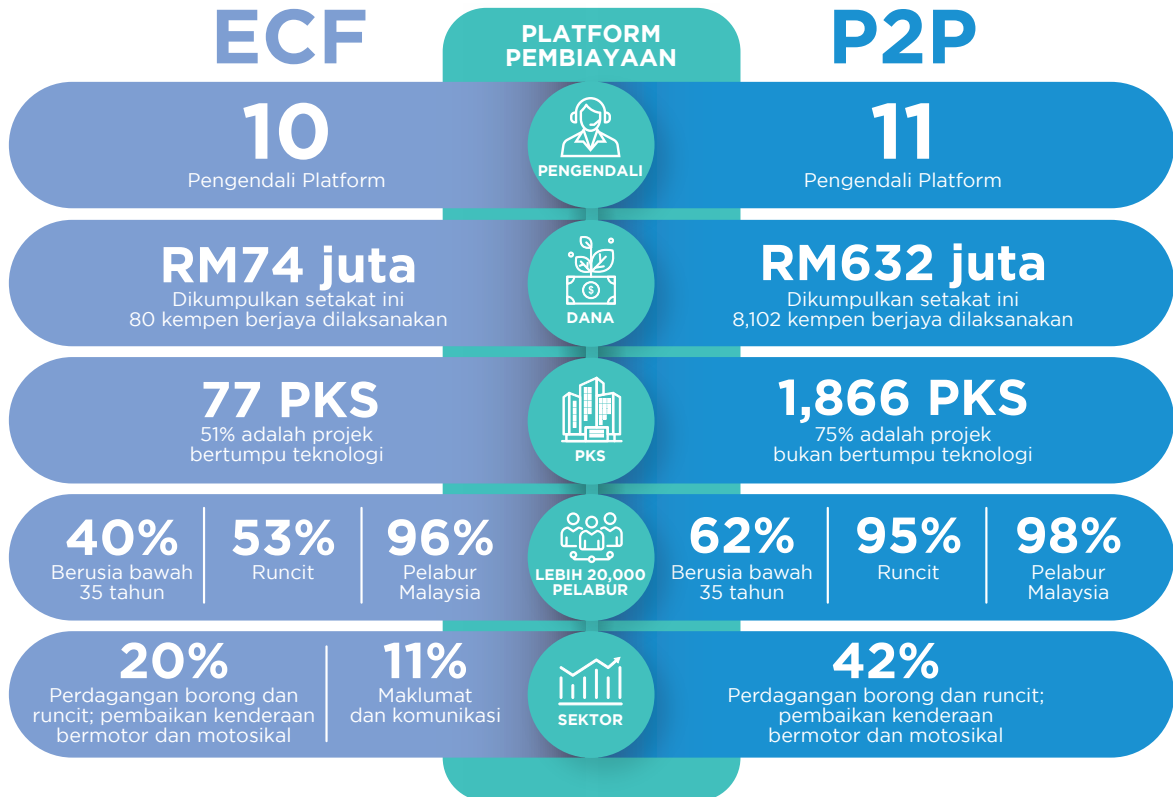 ECF
PLATFORM
PEMBIAYAAN
P2P
10
Pengendali Platform
PENGENDALI
11
Pengendali Platform
RM74 juta
Dikumpulkan setakat ini
80 kempen berjaya dilaksanakan
$
DANA
RM632 juta
Dikumpulkan setakat ini
8,102 kempen berjaya dilaksanakan
77 PKS
51% adalah projek
bertumpu teknologi
PKS
1,866 PKS
75% adalah projek
bukan bertumpu teknologi
40%
Berusia bawah
35 tahun
53%
Runcit
96%
Pelabur
Malaysia
LEBIH 20,000
PELABUR
62%
Berusia bawah
35 tahun
95%
Runcit
98%
Pelabur
Malaysia
20%
Perdagangan borong dan
runcit; pembaikan kenderaan
bermotor dan motosikal
11%
Maklumat
dan komunikasi
SEKTOR
42%
Perdagangan borong dan runcit;
pembaikan kenderaan
bermotor dan motosikal